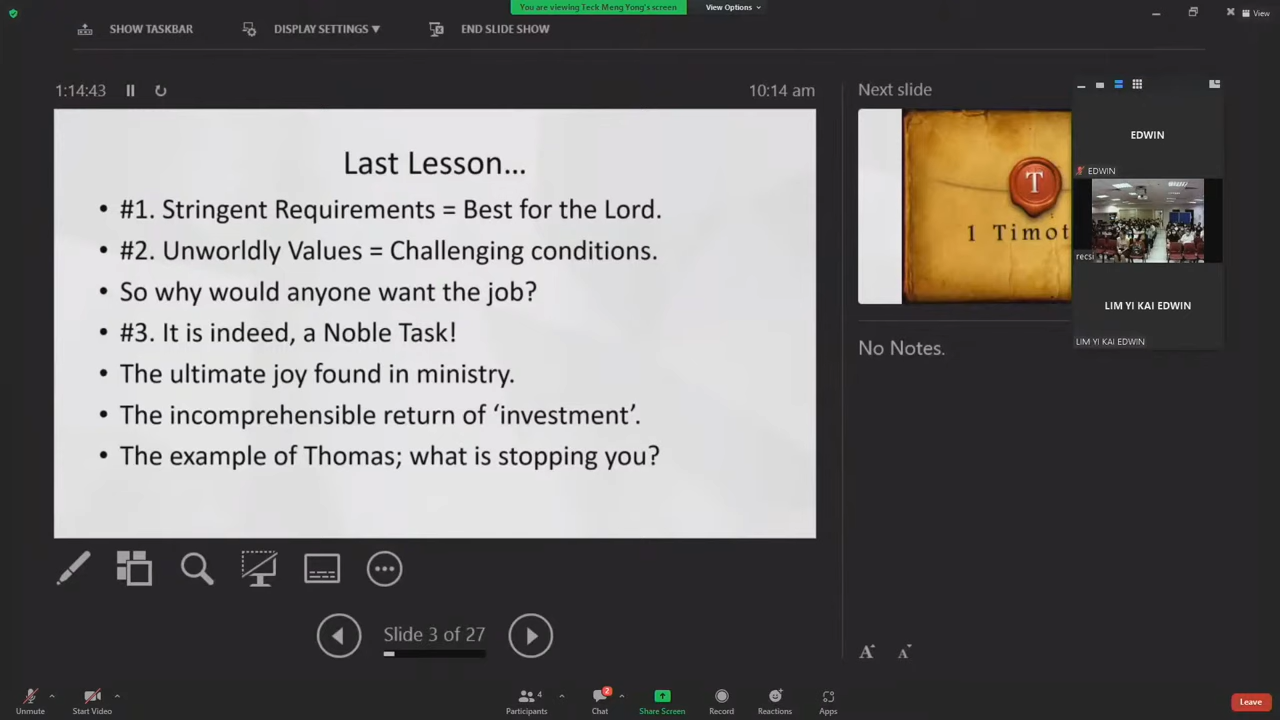 You are viewing Teck Meng Yong's screen
View Options
View
SHOW TASKBAR
DISPLAY SETTINGS
END SLIDE SHOW
1:14:43
10:14 am
Last Lesson...
• #1. Stringent Requirements = Best for the Lord.
• #2. Unworldly Values = Challenging conditions.
• So why would anyone want the job?
• #3. It is indeed, a Noble Task!
• The ultimate joy found in ministry.
• The incomprehensible return of ‘investment’.
• The example of Thomas; what is stopping you?
Slide 3 of 27
Next slide
T
1 Timot
No Notes.
EDWIN
EDWIN
recsi
LIM YI KAI EDWIN
LIM YI KAI EDWIN
A A
Unmute
Start Video
4
Participants
2
Chat
Share Screen
Record
Reactions
Apps
Leave